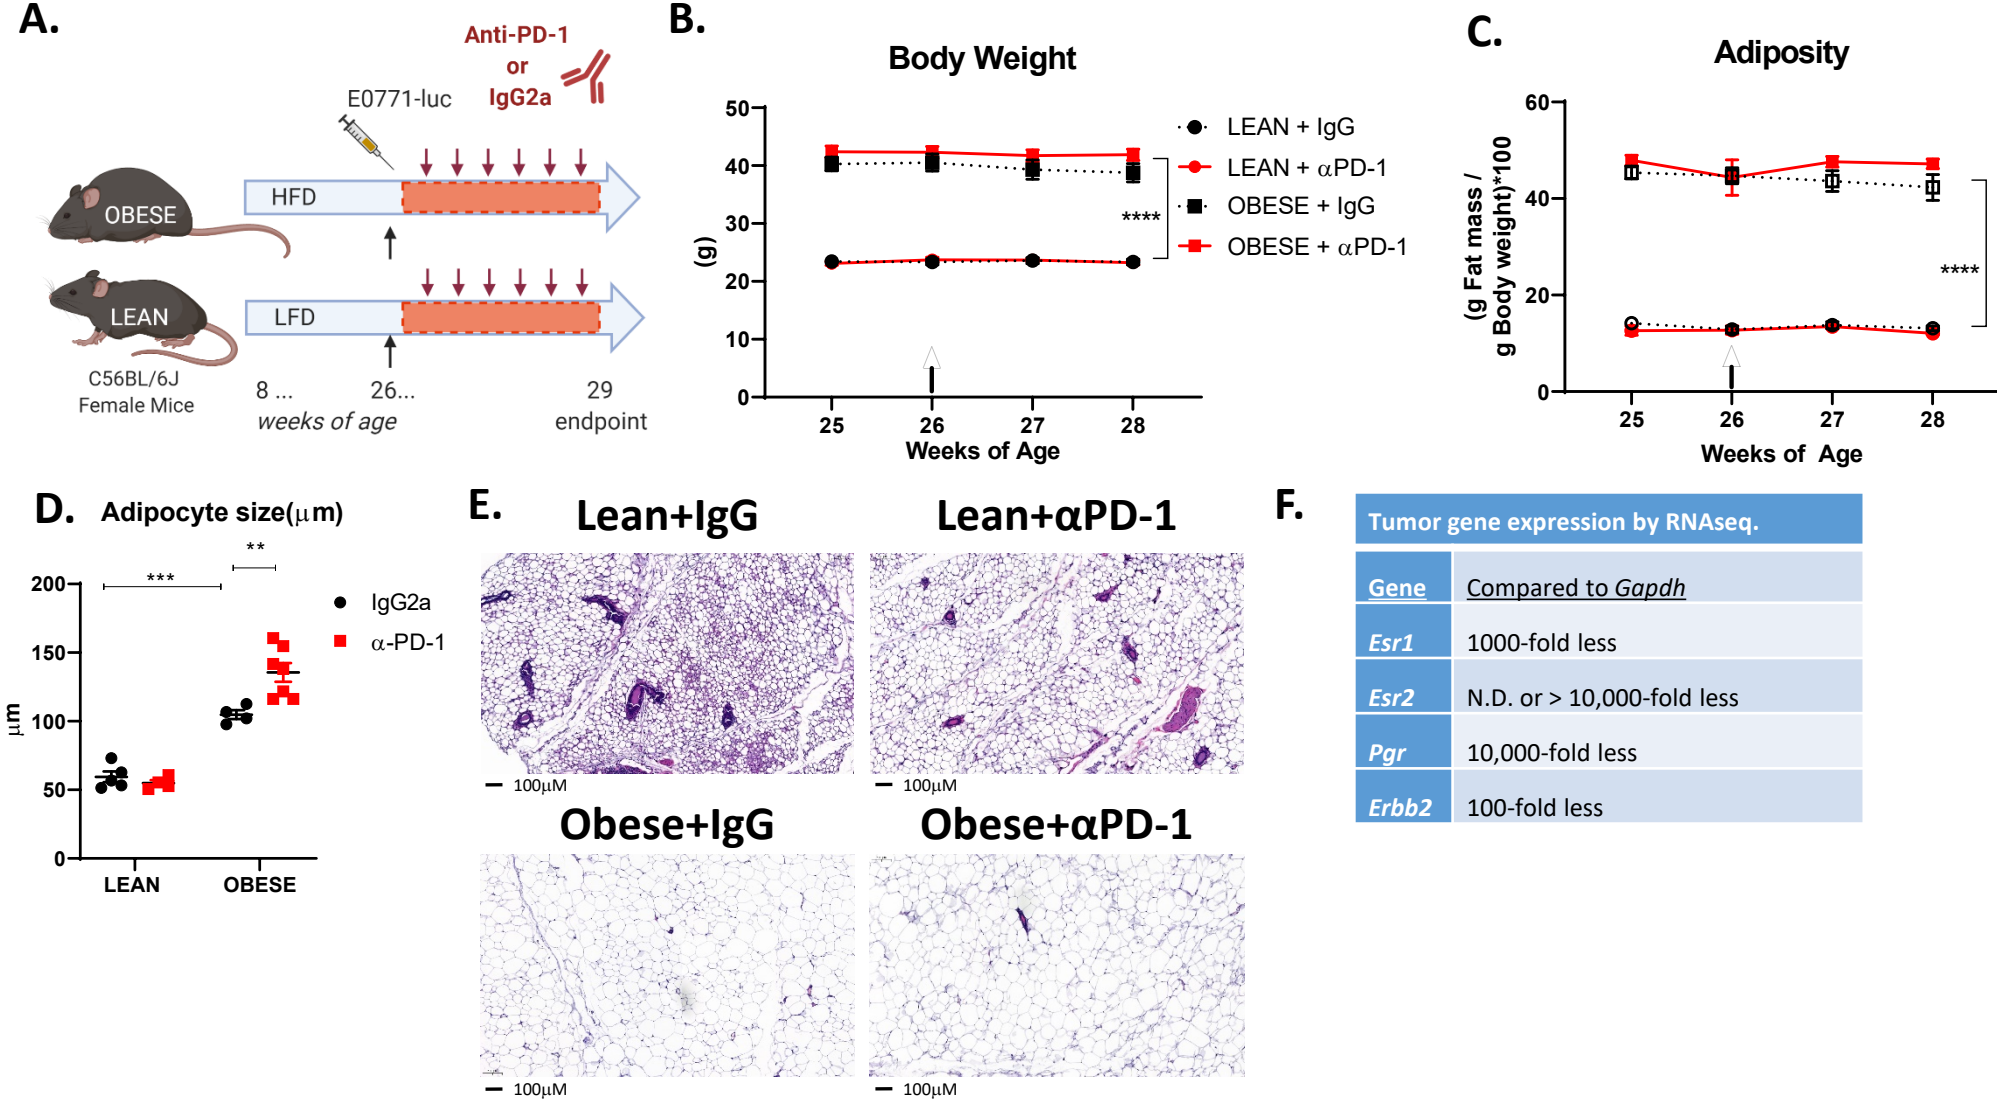 A.
Anti-PD-1
or
IgG2a
E0771-luc
OBESE
HFD
LEAN
LFD
C56BL/6J
Female Mice
8 ...
26...
29
weeks of age
endpoint
B.
Body Weight
50
40
30
20
10
0
(g)
25
26
27
28
Weeks of Age
****
LEAN + IgG
LEAN + αPD-1
OBESE + IgG
OBESE + αPD-1
C.
Adiposity
60
40
20
0
(g Fat mass /
g Body weight)*100
25
26
27
28
Weeks of Age
****
D.
Adipocyte size(μm)
**
***
200
150
100
50
0
μm
LEAN
OBESE
IgG2a
α-PD-1
E.
Lean+IgG
Lean+αPD-1
100μM
100μM
Obese+IgG
Obese+αPD-1
100μM
100μM
F.
Tumor gene expression by RNAseq.
Gene Compared to Gapdh
Esr1 1000-fold less
Esr2 N.D. or > 10,000-fold less
Pgr 10,000-fold less
Erbb2 100-fold less